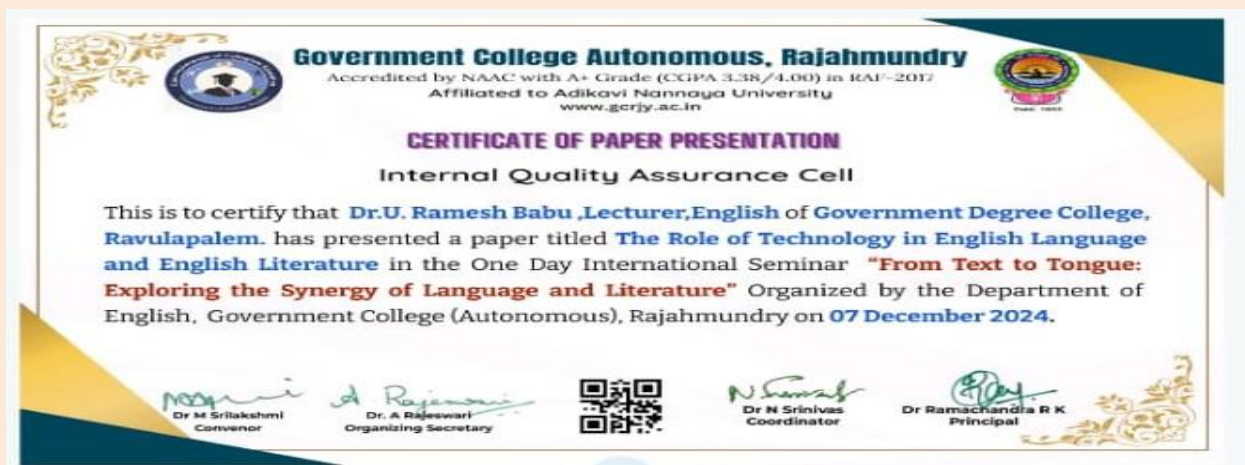 Government College Autonomous, Rajahmundry
Accredited by NAAC with A+ Grade (CGPA 3.38/4.00) in RAF-2017
Affiliated to Adikavi Nannaya University
www.gcrjy.ac.in
CERTIFICATE OF PAPER PRESENTATION
Internal Quality Assurance Cell
This is to certify that Dr.U. Ramesh Babu ,Lecturer,English of Government Degree College,
Ravulapalem. has presented a paper titled The Role of Technology in English Language
and English Literature in the One Day International Seminar "From Text to Tongue:
Exploring the Synergy of Language and Literature" Organized by the Department of
English, Government College (Autonomous), Rajahmundry on 07 December 2024.
Dr M Srilakshmi
Convenor
Dr. A Rajeswari
Organizing Secretary
Dr N Srinivas
Coordinator
Dr Ramachandra R K
Principal